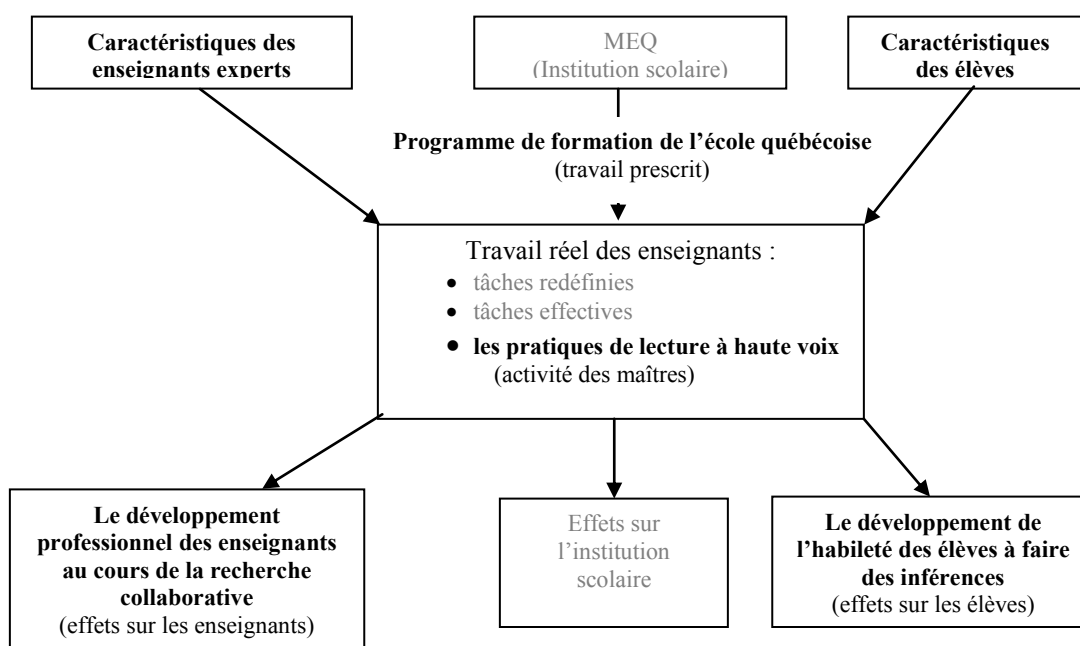 Caractéristiques des
enseignants experts
MEQ
(Institution scolaire)
Caractéristiques
des élèves
Programme de formation de l’école québécoise
(travail prescrit)
Travail réel des enseignants :
• tâches redéfinies
• tâches effectives
• les pratiques de lecture à haute voix
(activité des maîtres)
Le développement
professionnel des enseignants
au cours de la recherche
collaborative
(effets sur les enseignants)
Effets sur
l’institution
scolaire
Le développement de
l’habileté des élèves à faire
des inférences
(effets sur les élèves)